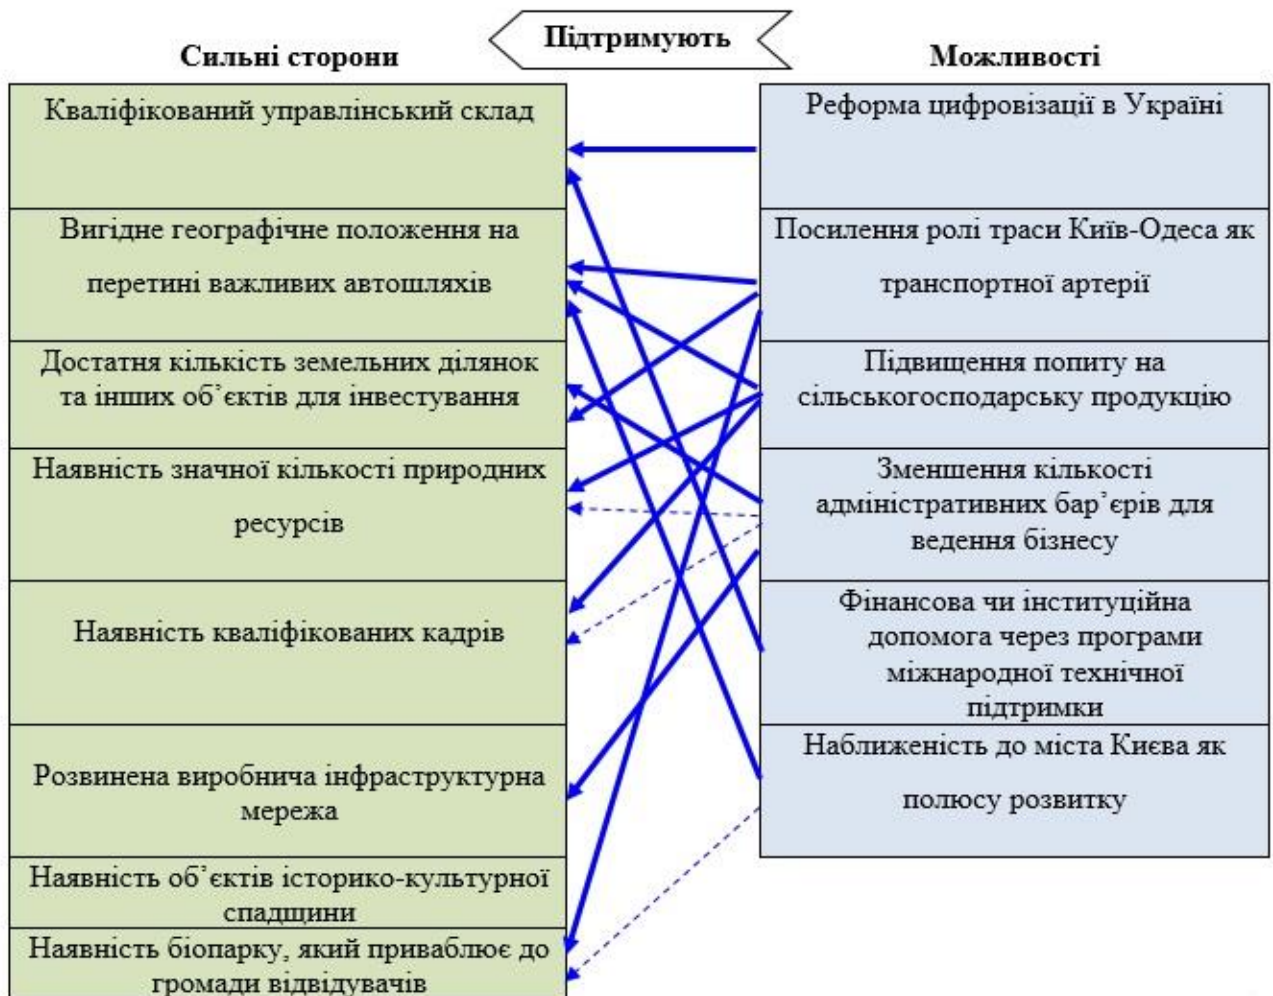 Підтримують
Сильні сторони
Можливості
Кваліфікований управлінський склад
Вигідне географічне положення на
перетині важливих автошляхів
Достатня кількість земельних ділянок
та інших об’єктів для інвестування
Наявність значної кількості природних
ресурсів
Наявність кваліфікованих кадрів
Розвинена виробнича інфраструктурна
мережа
Наявність об’єктів історико-культурної
спадщини
Наявність біопарку, який приваблює до
громади відвідувачів
Реформа цифровізації в Україні
Посилення ролі траси Київ-Одеса як
транспортної артерії
Підвищення попиту на
сільськогосподарську продукцію
Зменшення кількості
адміністративних бар’єрів для
ведення бізнесу
Фінансова чи інституційна
допомога через програми
міжнародної технічної
підтримки
Наближеність до міста Києва як
полюсу розвитку